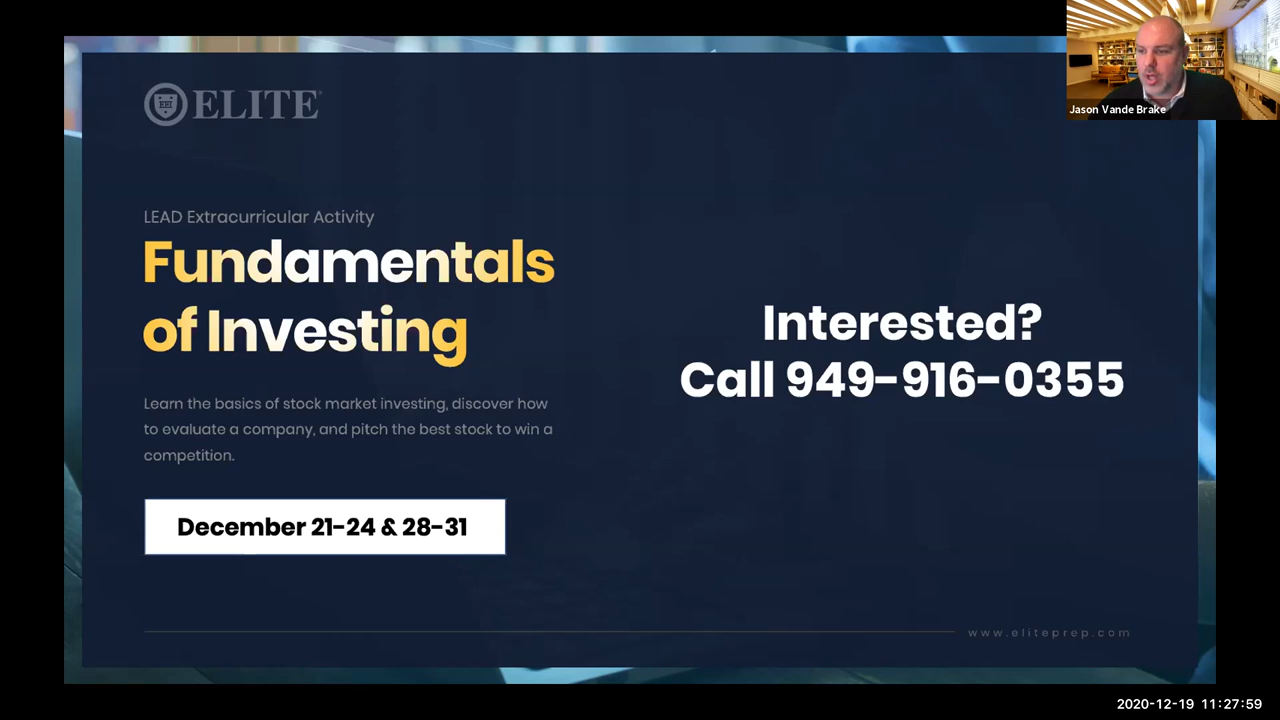 EEI ELITE
Jason Vande Brake
LEAD Extracurricular Activity
Fundamentals
of Investing
Learn the basics of stock market investing, discover how
to evaluate a company, and pitch the best stock to win a
competition.
December 21-24 & 28-31
Interested?
Call 949-916-0355
www.eliteprep.com
2020-12-19 11:27:59